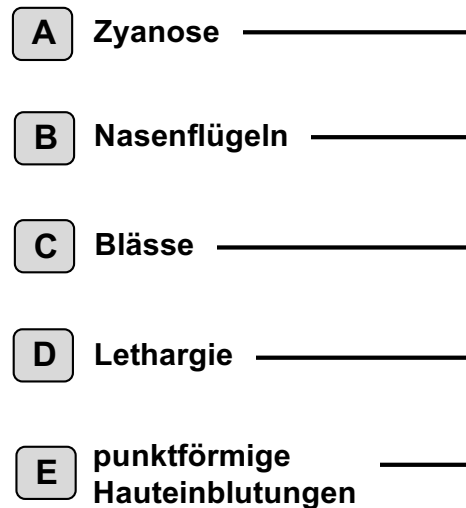 A Zyanose
B Nasenflügeln
C Blässe
D Lethargie
E punktförmige
Hauteinblutungen